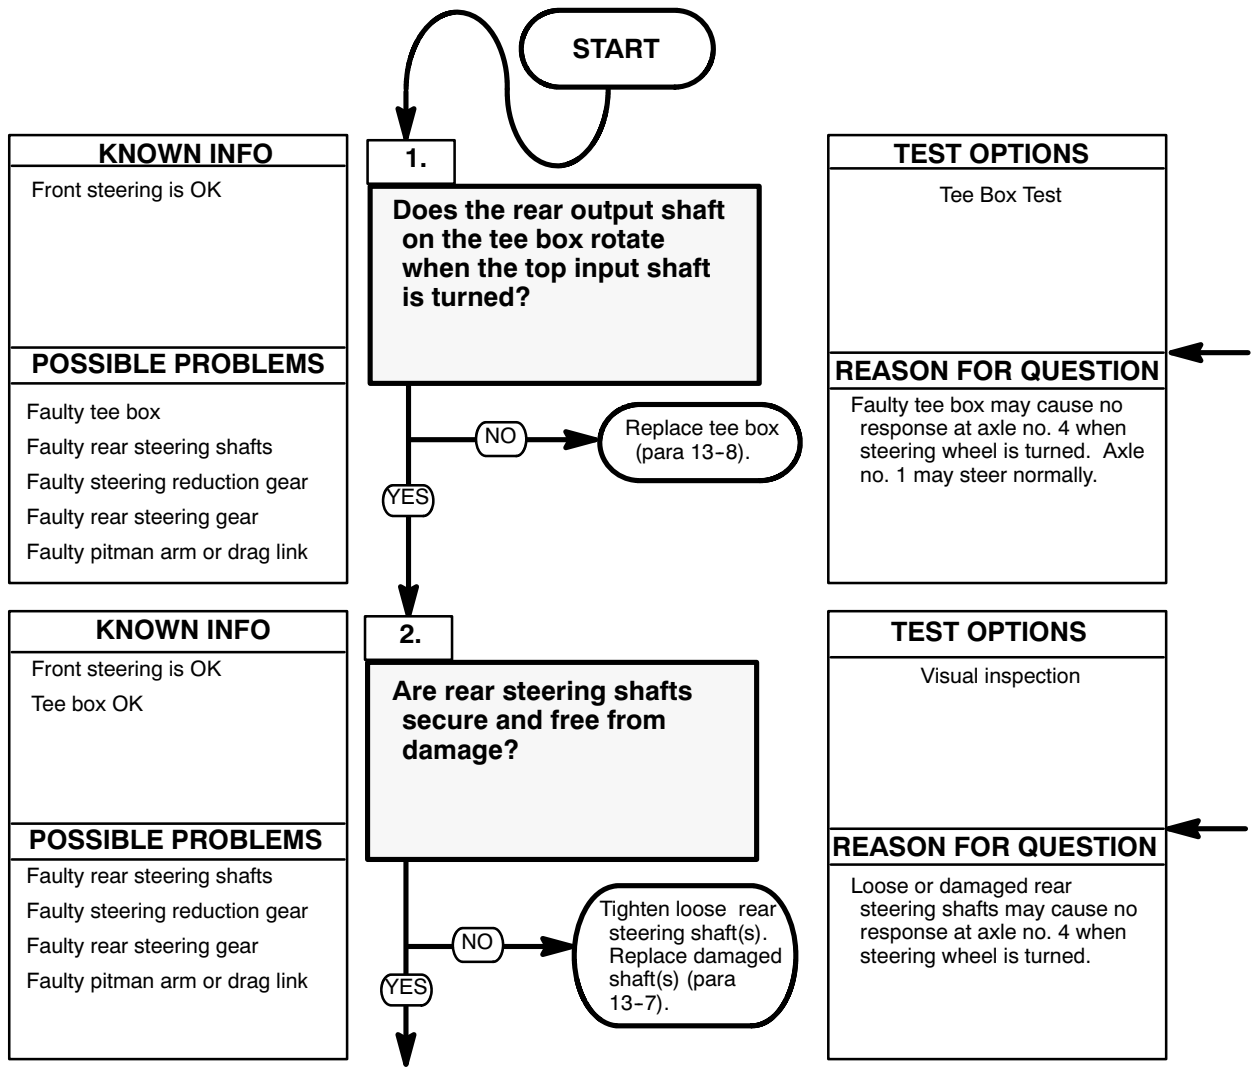 START
KNOWN INFO
Front steering is OK
POSSIBLE PROBLEMS
Faulty tee box
Faulty rear steering shafts
Faulty steering reduction gear
Faulty rear steering gear
Faulty pitman arm or drag link
1.
Does the rear output shaft
on the tee box rotate
when the top input shaft
is turned?
NO
Replace tee box
(para 13-8).
YES
TEST OPTIONS
Tee Box Test
REASON FOR QUESTION
Faulty tee box may cause no
response at axle no. 4 when
steering wheel is turned. Axle
no. 1 may steer normally.
KNOWN INFO
Front steering is OK
Tee box OK
POSSIBLE PROBLEMS
Faulty rear steering shafts
Faulty steering reduction gear
Faulty rear steering gear
Faulty pitman arm or drag link
2.
Are rear steering shafts
secure and free from
damage?
NO
Tighten loose rear
steering shaft(s).
Replace damaged
shaft(s) (para
13-7).
YES
TEST OPTIONS
Visual inspection
REASON FOR QUESTION
Loose or damaged rear
steering shafts may cause no
response at axle no. 4 when
steering wheel is turned.